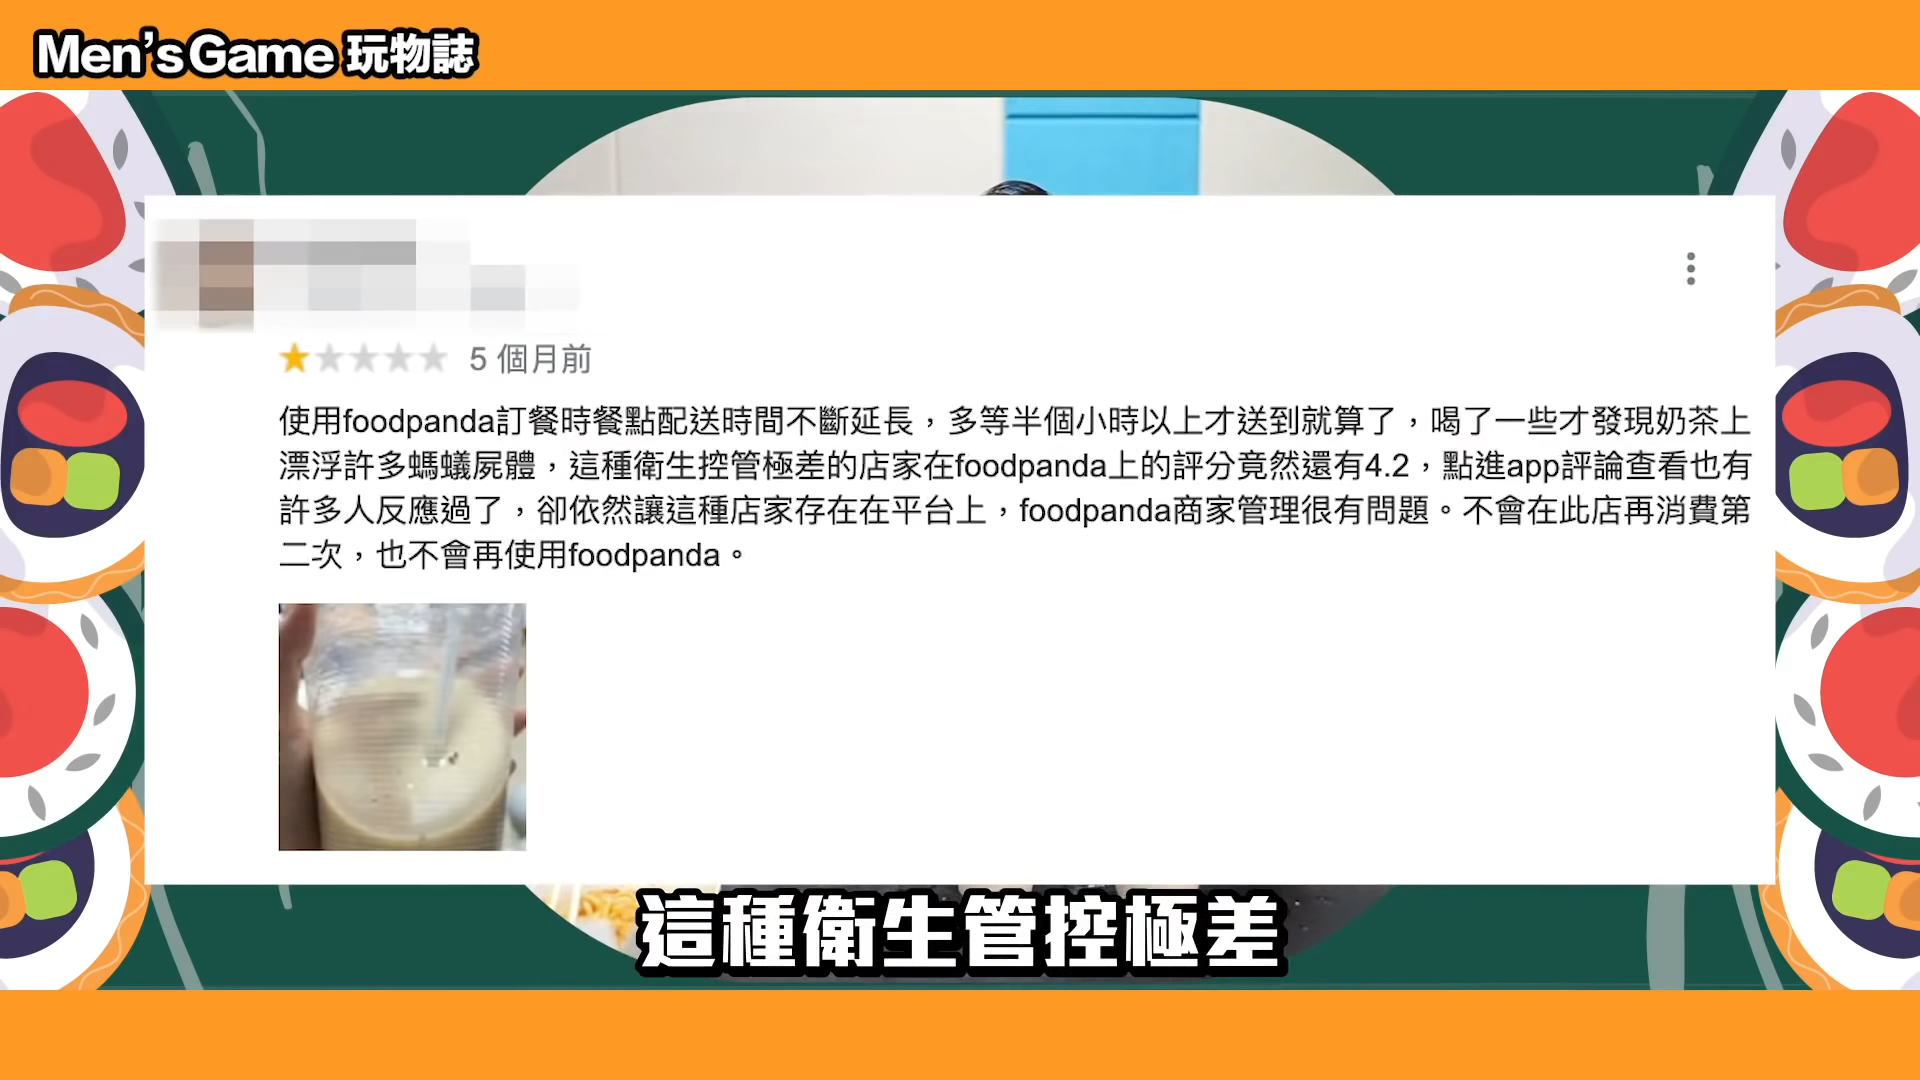 Men's Game 玩物誌
5 個月前
使用foodpanda訂餐時餐點配送時間不斷延長，多等半個小時以上才送到就算了，喝了一些才發現奶茶上
漂浮許多螞蟻屍體，這種衛生控管極差的店家在foodpanda上的評分竟然還有4.2，點進app評論查看也有
許多人反應過了，卻依然讓這種店家存在在平台上，foodpanda商家管理很有問題。不會在此店再消費第
二次，也不會再使用foodpanda。
這種衛生管控極差